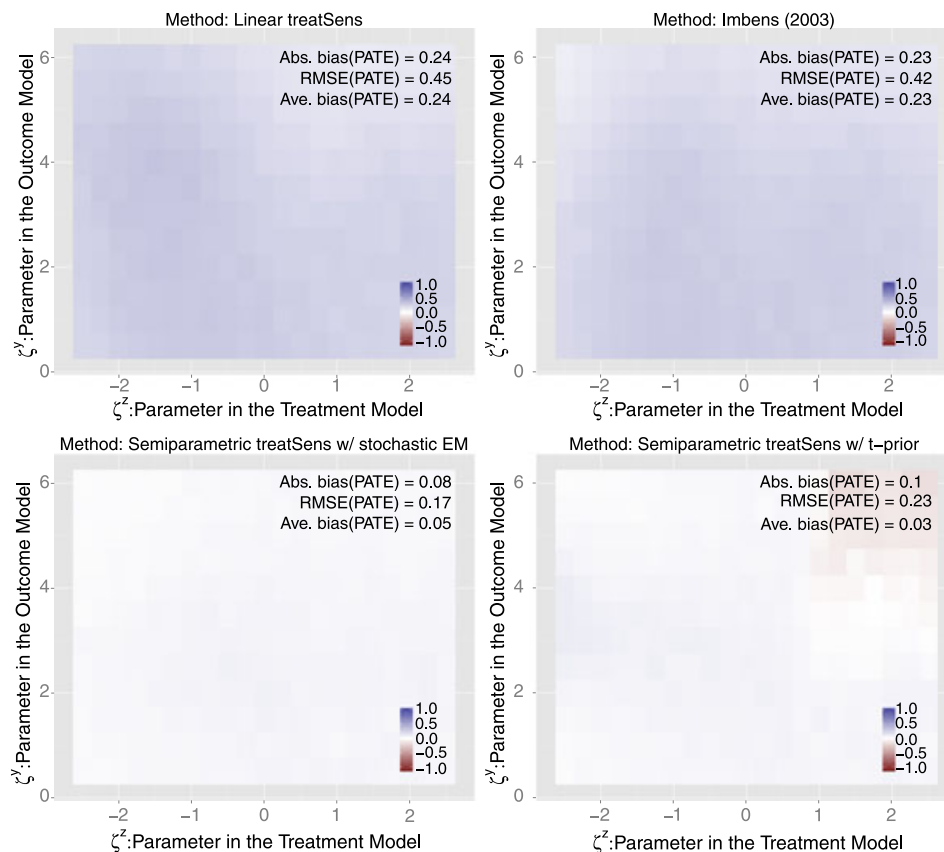 Method: Linear treatSens
Abs. bias(PATE) = 0.24
RMSE(PATE) = 0.45
Ave. bias(PATE) = 0.24
ζʸ:Parameter in the Outcome Model
6
4
2
0
1.0
0.5
0.0
−0.5
−1.0
−2 −1 0 1 2
ζᶻ:Parameter in the Treatment Model
Method: Imbens (2003)
Abs. bias(PATE) = 0.23
RMSE(PATE) = 0.42
Ave. bias(PATE) = 0.23
ζʸ:Parameter in the Outcome Model
6
4
2
0
1.0
0.5
0.0
−0.5
−1.0
−2 −1 0 1 2
ζᶻ:Parameter in the Treatment Model
Method: Semiparametric treatSens w/ stochastic EM
Abs. bias(PATE) = 0.08
RMSE(PATE) = 0.17
Ave. bias(PATE) = 0.05
ζʸ:Parameter in the Outcome Model
6
4
2
0
1.0
0.5
0.0
−0.5
−1.0
−2 −1 0 1 2
ζᶻ:Parameter in the Treatment Model
Method: Semiparametric treatSens w/ t−prior
Abs. bias(PATE) = 0.1
RMSE(PATE) = 0.23
Ave. bias(PATE) = 0.03
ζʸ:Parameter in the Outcome Model
6
4
2
0
1.0
0.5
0.0
−0.5
−1.0
−2 −1 0 1 2
ζᶻ:Parameter in the Treatment Model